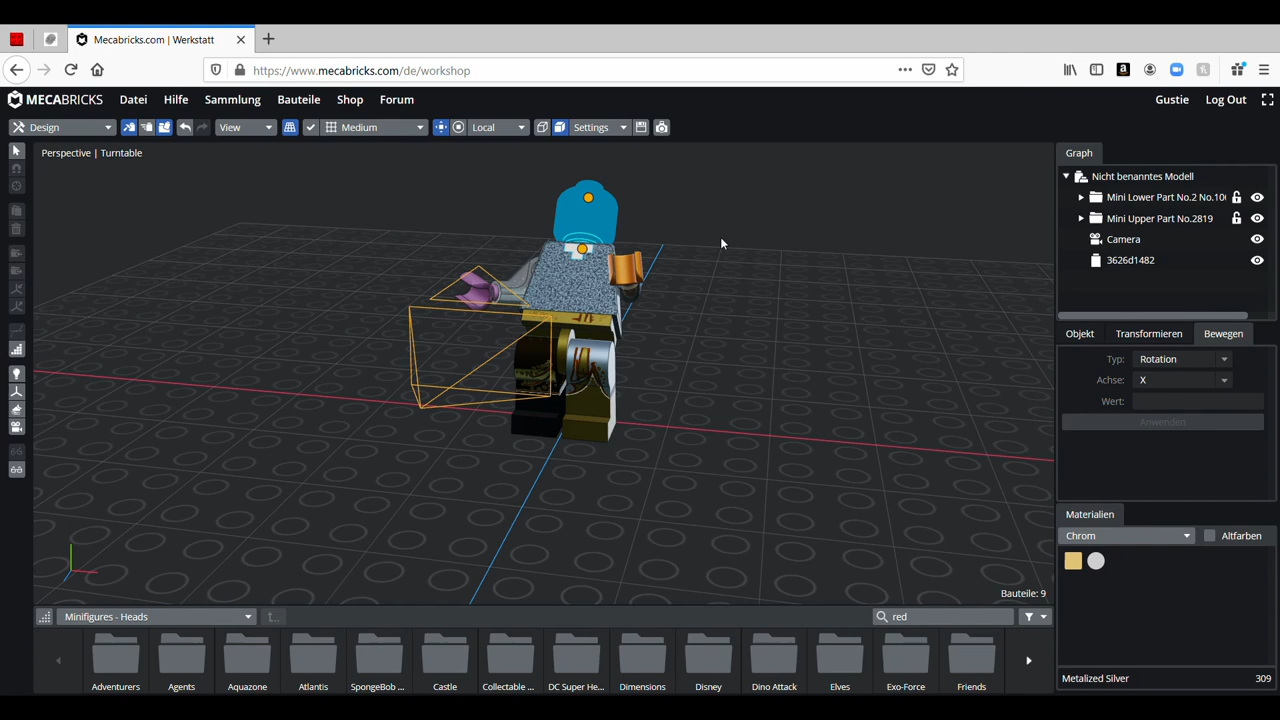 Mecabricks.com | Werkstatt
https://www.mecabricks.com/de/workshop
MECABRICKS Datei Hilfe Sammlung Bauteile Shop Forum Gustie Log Out
Design View Medium Local Settings
Perspective | Turntable
Graph
Nicht benanntes Modell
Mini Lower Part No.2 No.10
Mini Upper Part No.2819
Camera
3626d1482
Objekt Transformieren Bewegen
Typ: Rotation
Achse: X
Wert:
Anwenden
Materialien
Chrom Altfarben
Bauteile: 9
Minifigures - Heads red
Adventurers Agents Aquazone Atlantis SpongeBob ... Castle Collectable ... DC Super He... Dimensions Disney Dino Attack Elves Exo-Force Friends
Metalized Silver 309